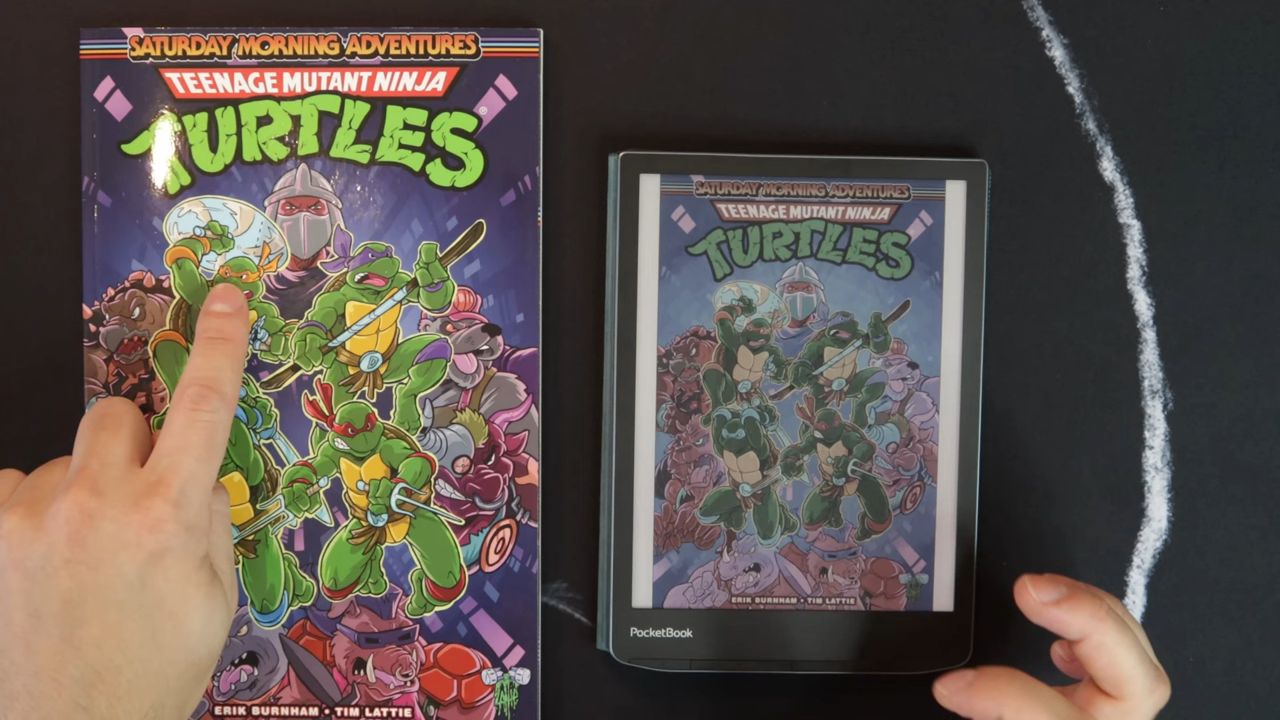 SATURDAY MORNING ADVENTURES
TEENAGE MUTANT NINJA
TURTLES®
D
ERIK BURNHAM • TIM LATTIE
SATURDAY MORNING ADVENTURES
TEENAGE MUTANT NINJA
TURTLES
ERIK BURNHAM • TIM LATTIE
PocketBook